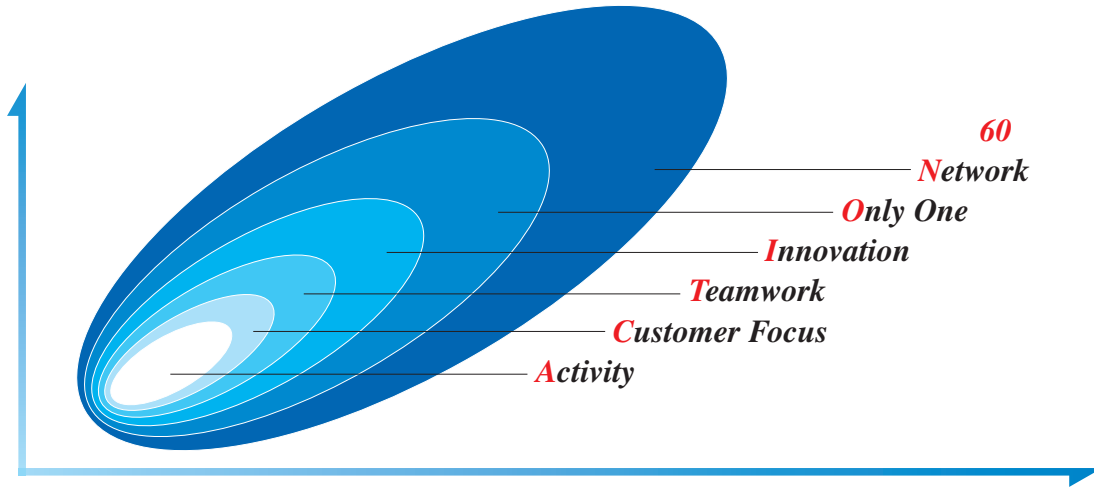 60
Network
Only One
Innovation
Teamwork
Customer Focus
Activity